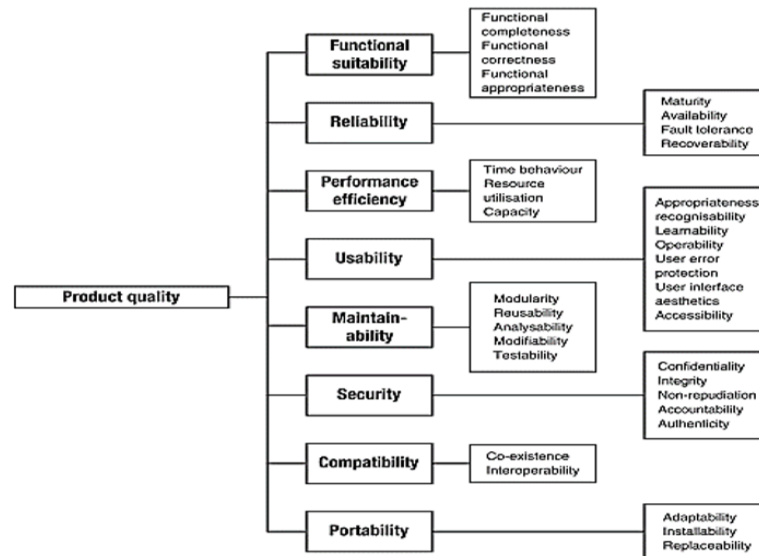 Product quality
Functional
suitability
Functional
completeness
Functional
correctness
Functional
appropriateness
Reliability
Maturity
Availability
Fault tolerance
Recoverability
Performance
efficiency
Time behaviour
Resource
utilisation
Capacity
Usability
Appropriateness
recognisability
Learnability
Operability
User error
protection
User interface
aesthetics
Accessibility
Maintain-
ability
Modularity
Reusability
Analysability
Modifiability
Testability
Security
Confidentiality
Integrity
Non-repudiation
Accountability
Authenticity
Compatibility
Co-existence
Interoperability
Portability
Adaptability
Installability
Replaceability